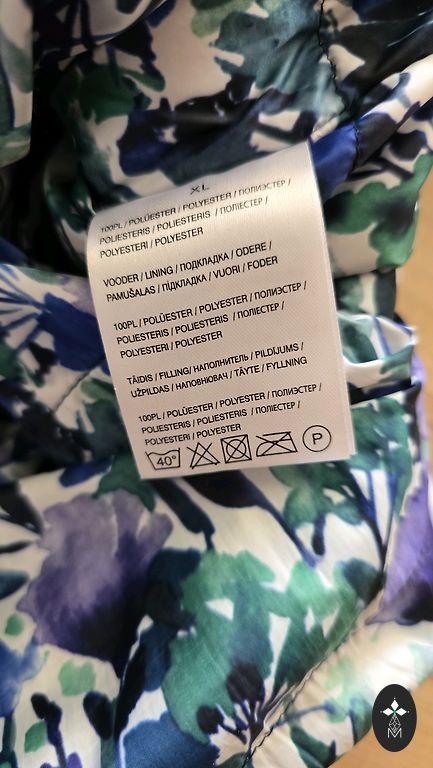 XL
100PL / POLÜESTER / POLYESTER / ПОЛИЭСТЕР /
POLIESTERIS / POLIESTERIS / ПОЛІЕСТЕР /
POLYESTERI / POLYESTER
VOODER / LINING / ПОДКЛАДКА / ODERE /
PAMUŠALAS / ПІДКЛАДКА / VUORI / FODER
100PL / POLÜESTER / POLYESTER / ПОЛИЭСТЕР /
POLIESTERIS / POLIESTERIS / ПОЛІЕСТЕР /
POLYESTERI / POLYESTER
TÄIDIS / FILLING / НАПОЛНИТЕЛЬ / PILDĪJUMS /
UŽPILDAS / НАПОВНЮВАЧ / TÄYTE / FYLLNING
100PL / POLÜESTER / POLYESTER / ПОЛИЭСТЕР /
POLIESTERIS / POLIESTERIS / ПОЛІЕСТЕР /
POLYESTERI / POLYESTER
40° P